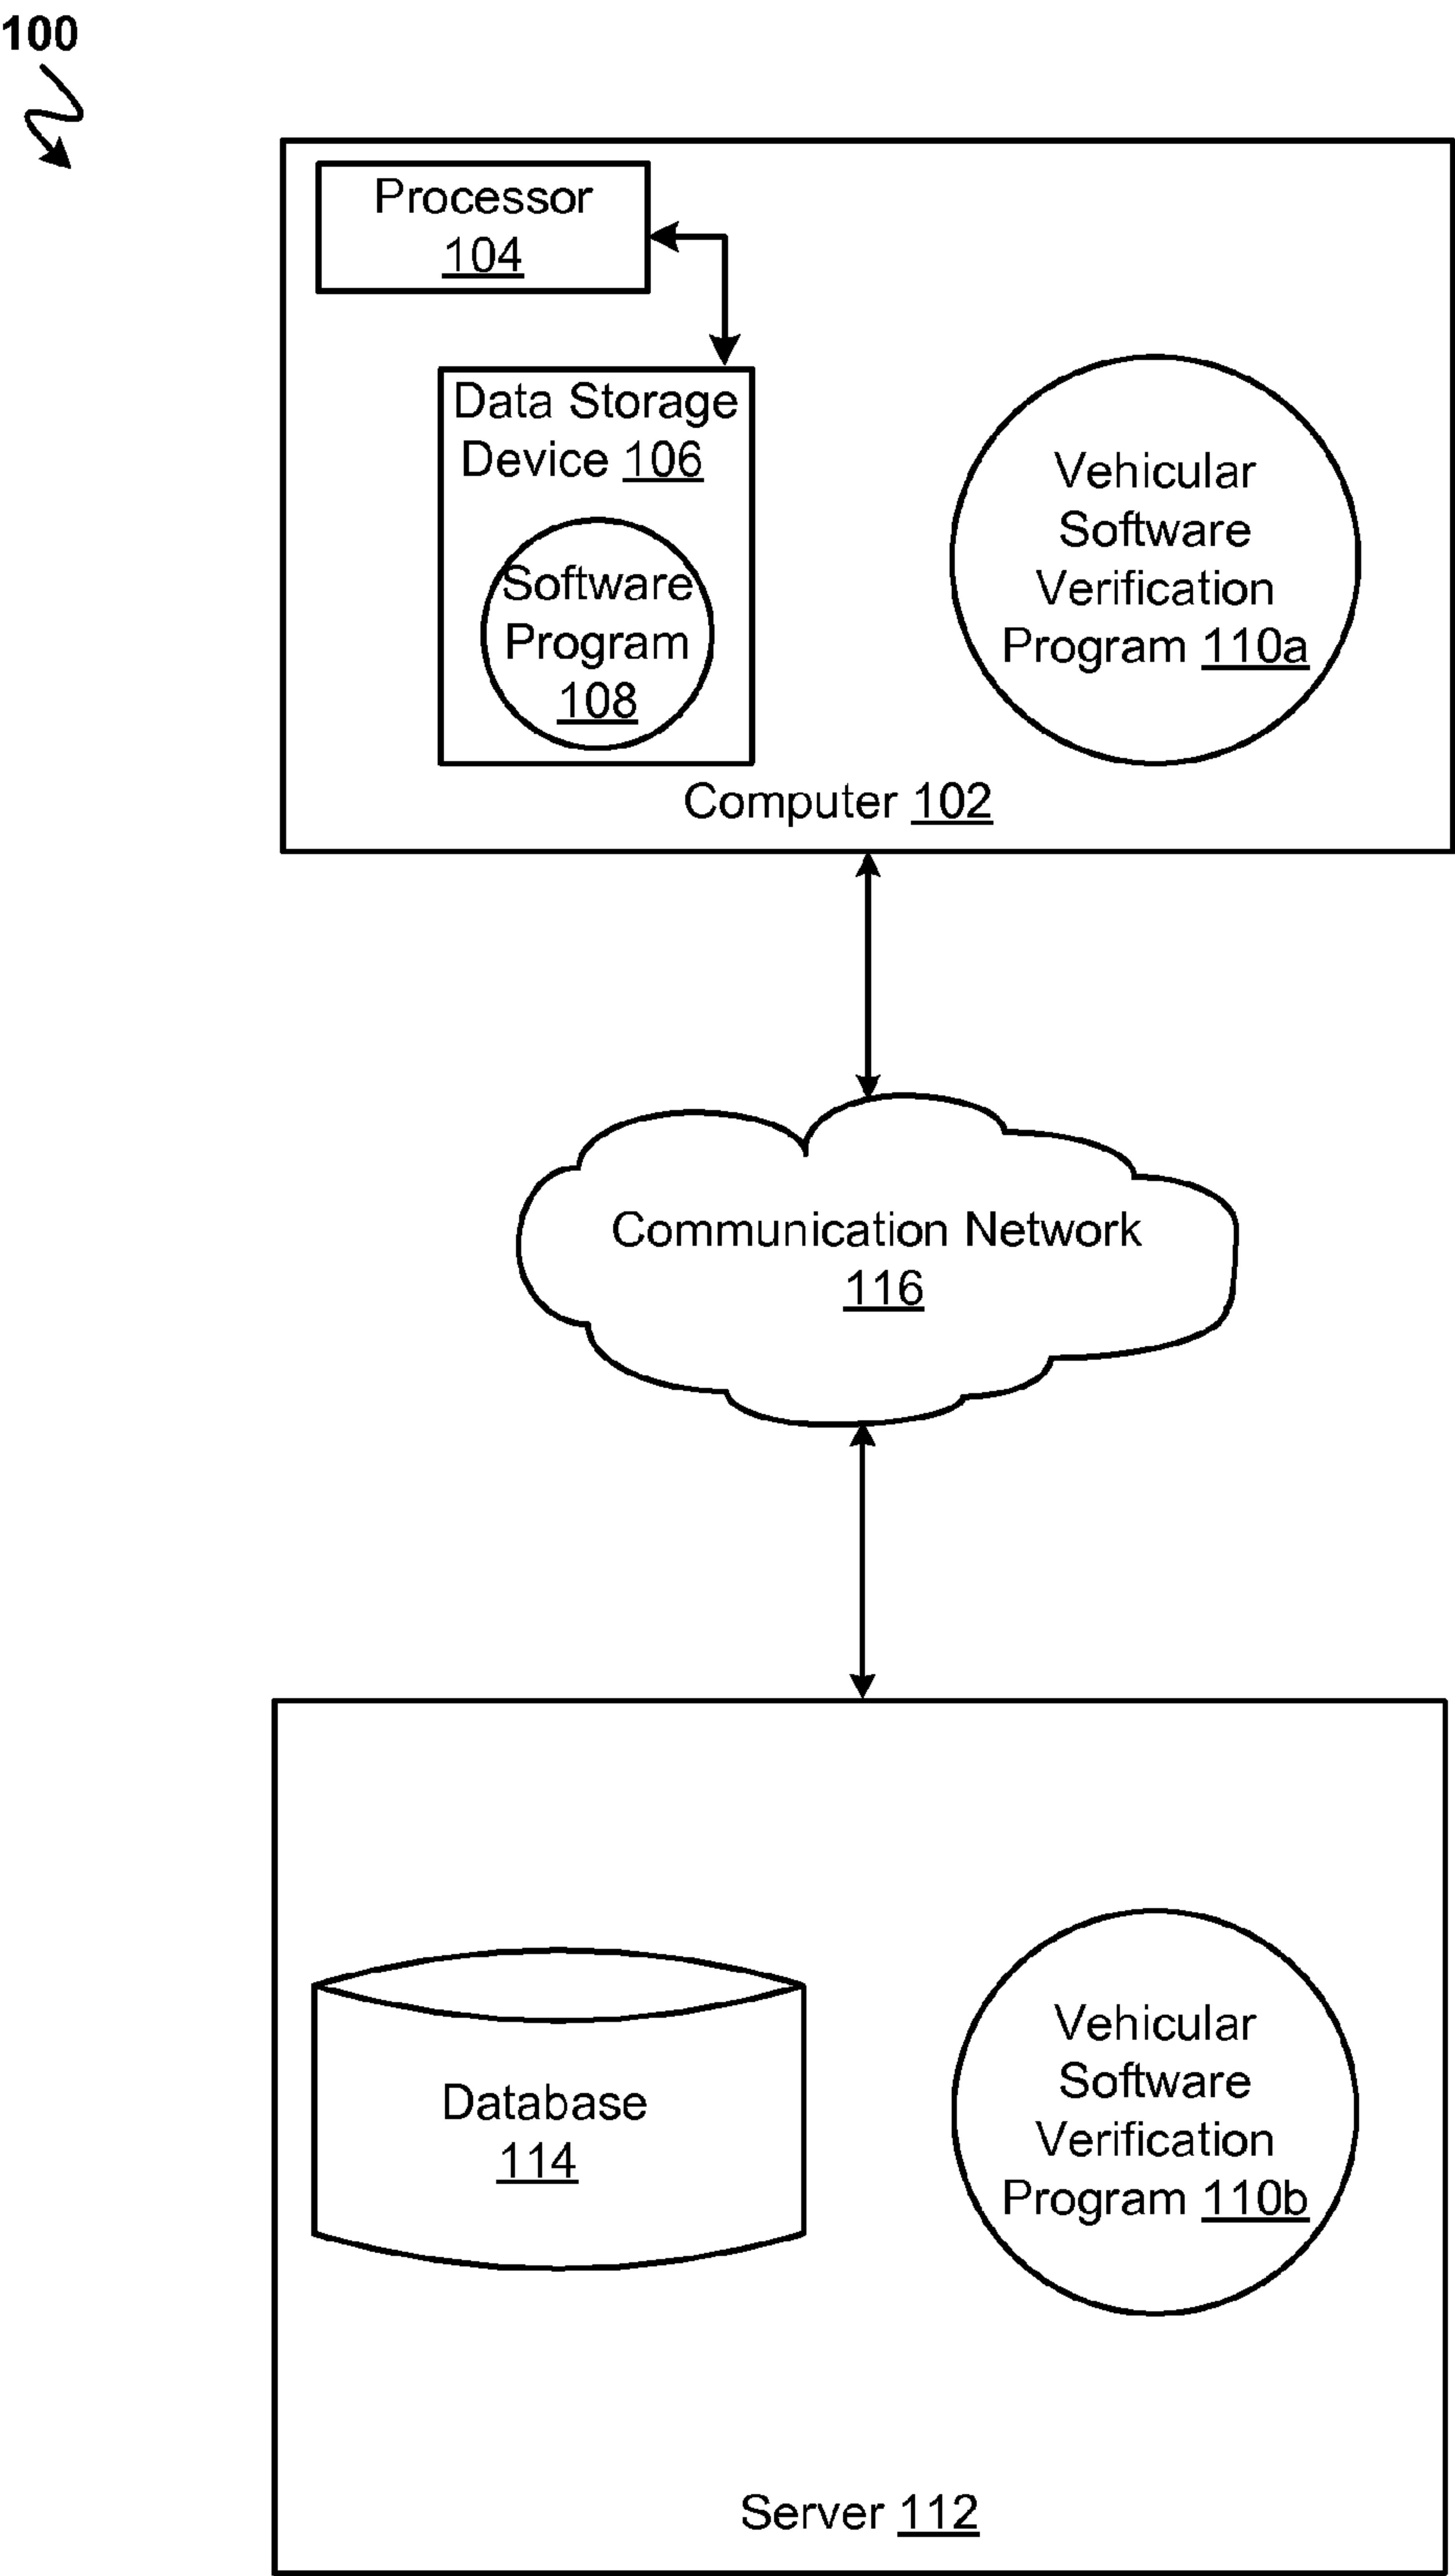 100
Processor
104
Data Storage
Device 106
Software
Program
108
Vehicular
Software
Verification
Program 110a
Computer 102
Communication Network
116
Database
114
Vehicular
Software
Verification
Program 110b
Server 112